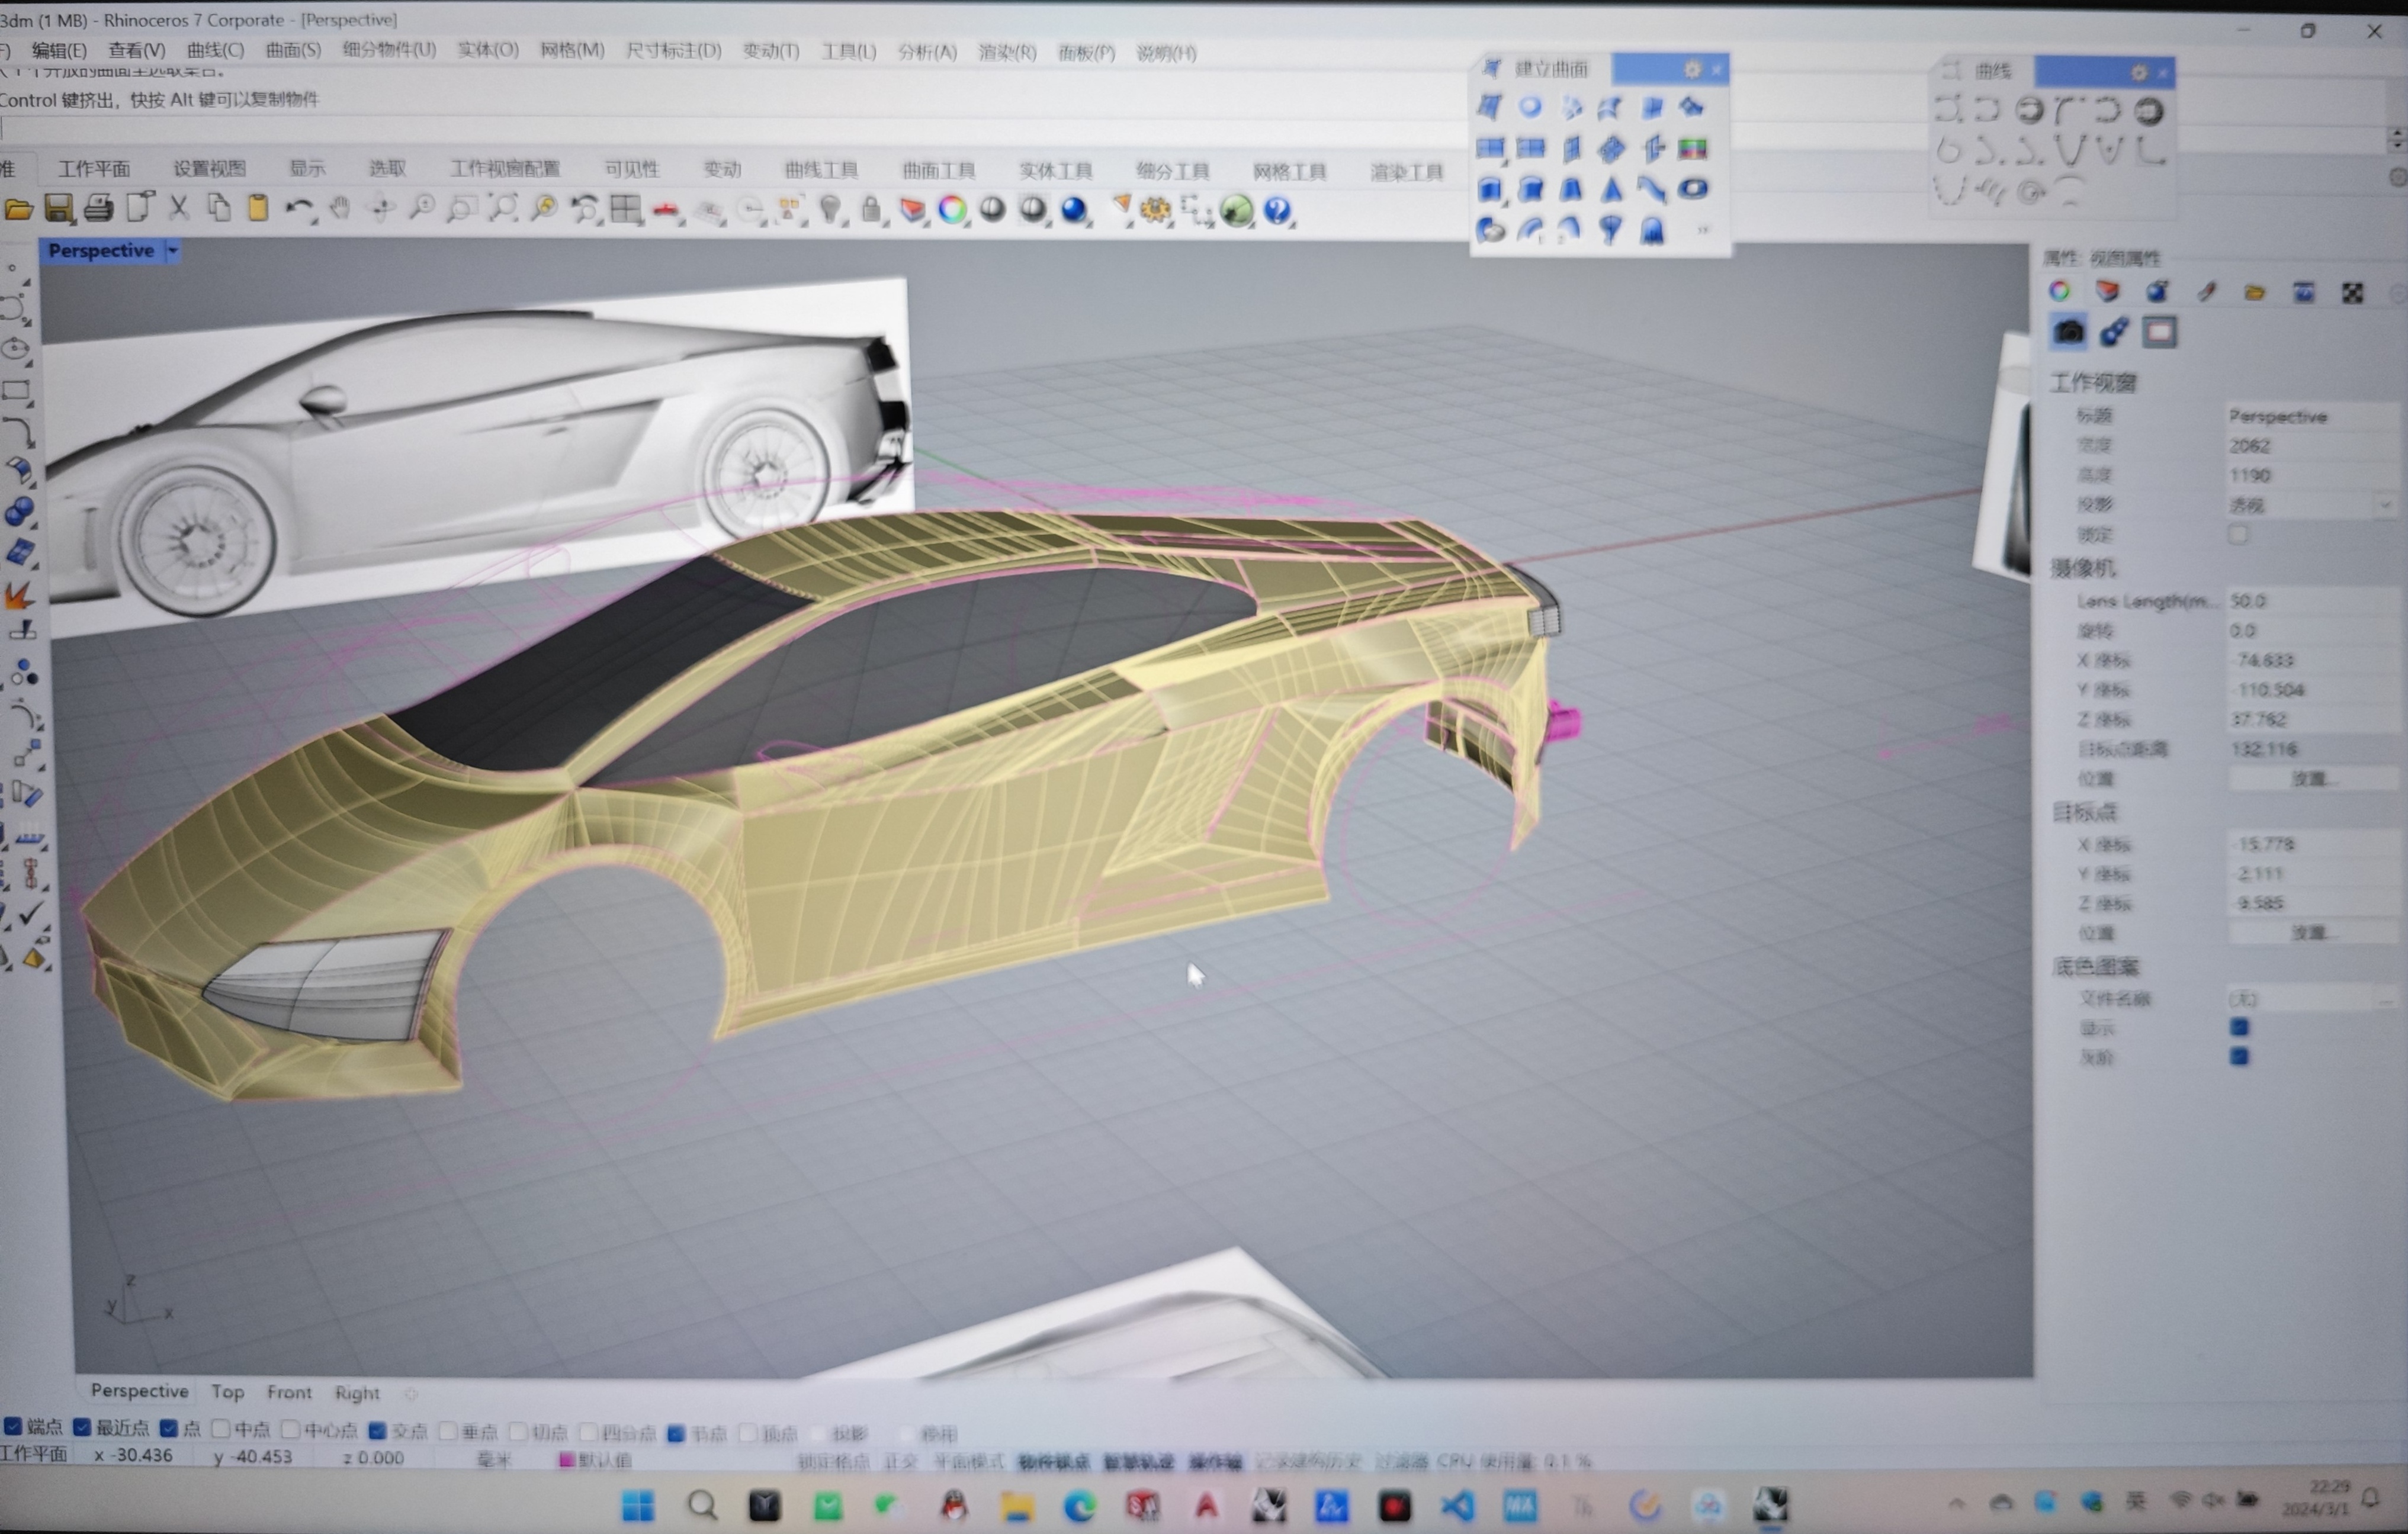 3dm (1 MB) - Rhinoceros 7 Corporate - [Perspective]
F) 编辑(E) 查看(V) 曲线(C) 曲面(S) 细分物件(U) 实体(O) 网格(M) 尺寸标注(D) 变动(T) 工具(L) 分析(A) 渲染(R) 面板(P) 说明(H)
Control 键挤出，快按 Alt 键可以复制物件
建立曲面
曲线
准 工作平面 设置视图 显示 选取 工作视窗配置 可见性 变动 曲线工具 曲面工具 实体工具 细分工具 网格工具 渲染工具
Perspective
属性: 视图属性
工作视窗
标题 Perspective
宽度 2062
高度 1190
投影 透视
锁定
摄像机
Lens Length(m... 50.0
旋转 0.0
X 座标 -74.633
Y 座标 -110.504
Z 座标 37.762
目标点距离 132.116
位置 放置...
目标点
X 座标 -15.778
Y 座标 -2.111
Z 座标 -9.585
位置 放置...
底色图案
文件名称 (无) ...
显示
灰阶
z
y x
Perspective Top Front Right
端点 最近点 点 中点 中心点 交点 垂点 切点 四分点 节点 顶点 投影 停用
工作平面 x -30.436 y -40.453 z 0.000 毫米 默认值 锁定格点 正交 平面模式 物件锁点 智慧轨迹 操作轴 记录建构历史 过滤器 CPU 使用量: 0.1 %
英
22:29
2024/3/1